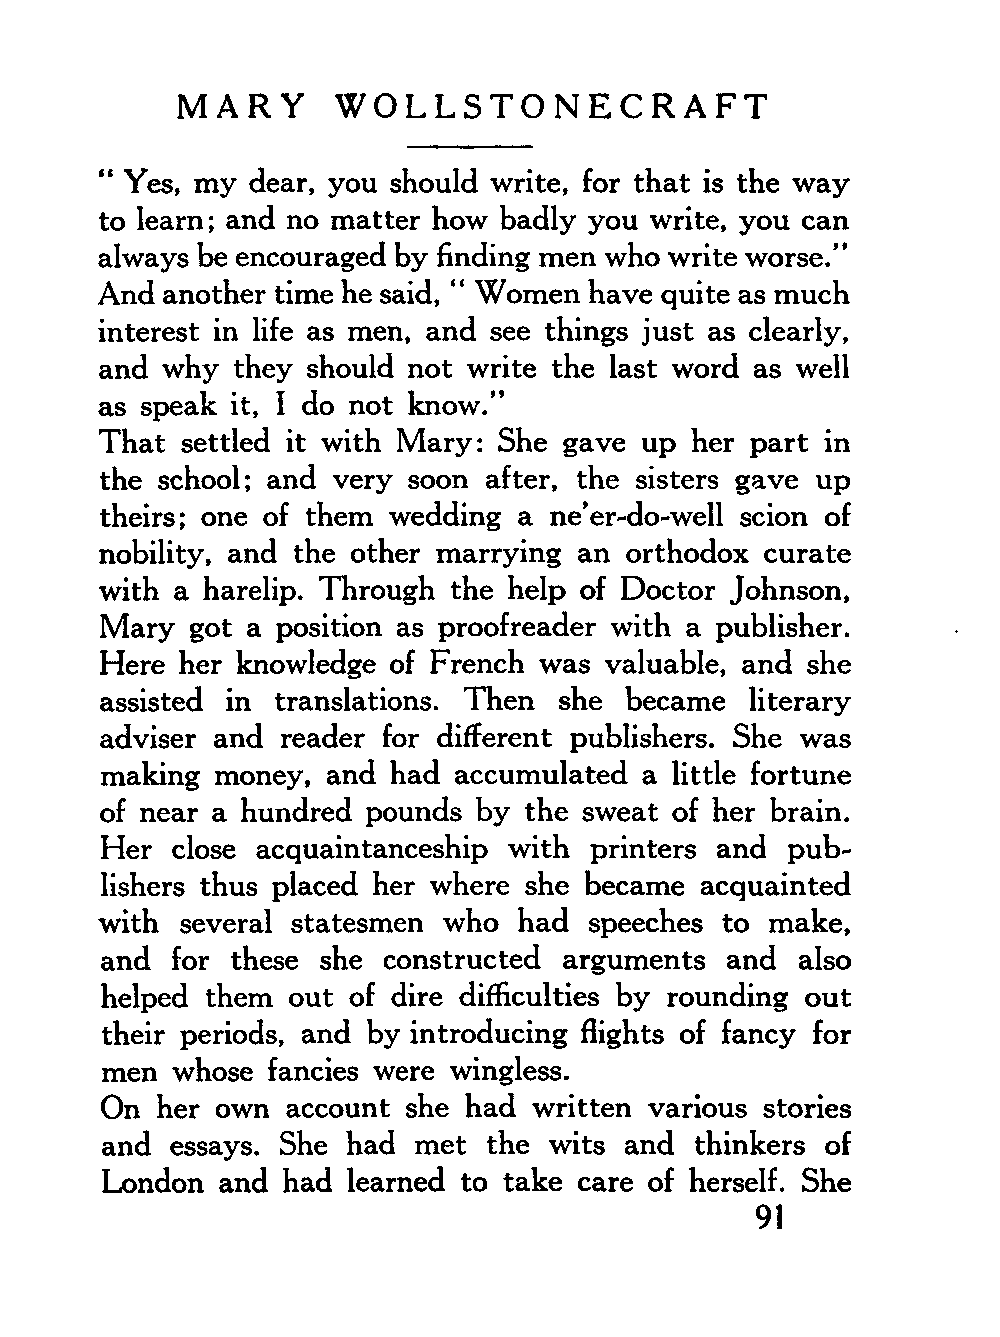 MARY WOLLSTONECRAFT
“ Yes, my dear, you should write, for that is the way
to learn; and no matter how badly you write, you can
always be encouraged by finding men who write worse.”
And another time he said, “ Women have quite as much
interest in life as men, and see things just as clearly,
and why they should not write the last word as well
as speak it, I do not know.”
That settled it with Mary: She gave up her part in
the school; and very soon after, the sisters gave up
theirs; one of them wedding a ne’er-do-well scion of
nobility, and the other marrying an orthodox curate
with a harelip. Through the help of Doctor Johnson,
Mary got a position as proofreader with a publisher.
Here her knowledge of French was valuable, and she
assisted in translations. Then she became literary
adviser and reader for different publishers. She was
making money, and had accumulated a little fortune
of near a hundred pounds by the sweat of her brain.
Her close acquaintanceship with printers and pub-
lishers thus placed her where she became acquainted
with several statesmen who had speeches to make,
and for these she constructed arguments and also
helped them out of dire difficulties by rounding out
their periods, and by introducing flights of fancy for
men whose fancies were wingless.
On her own account she had written various stories
and essays. She had met the wits and thinkers of
London and had learned to take care of herself. She
91